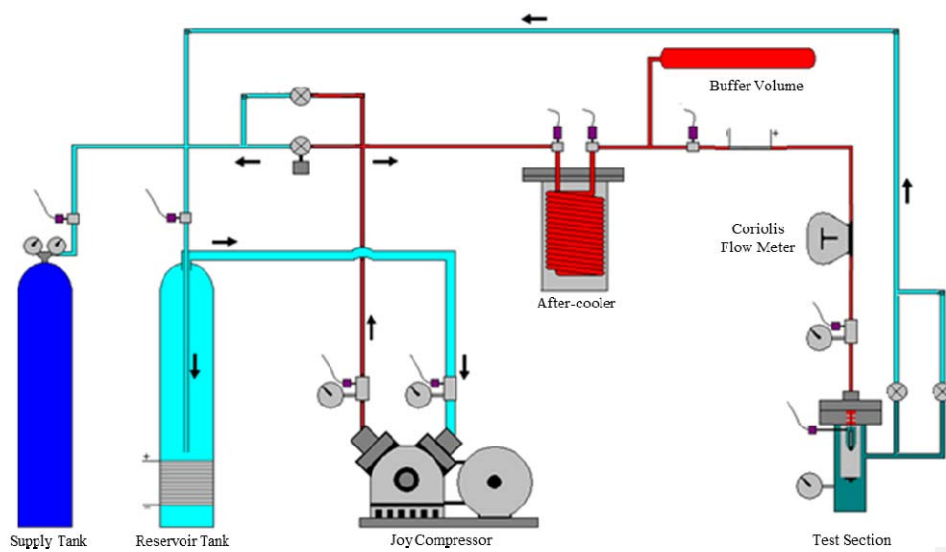 Buffer Volume
+
Coriolis
Flow Meter
After-cooler
+
-
Supply Tank
Reservoir Tank
Joy Compressor
Test Section